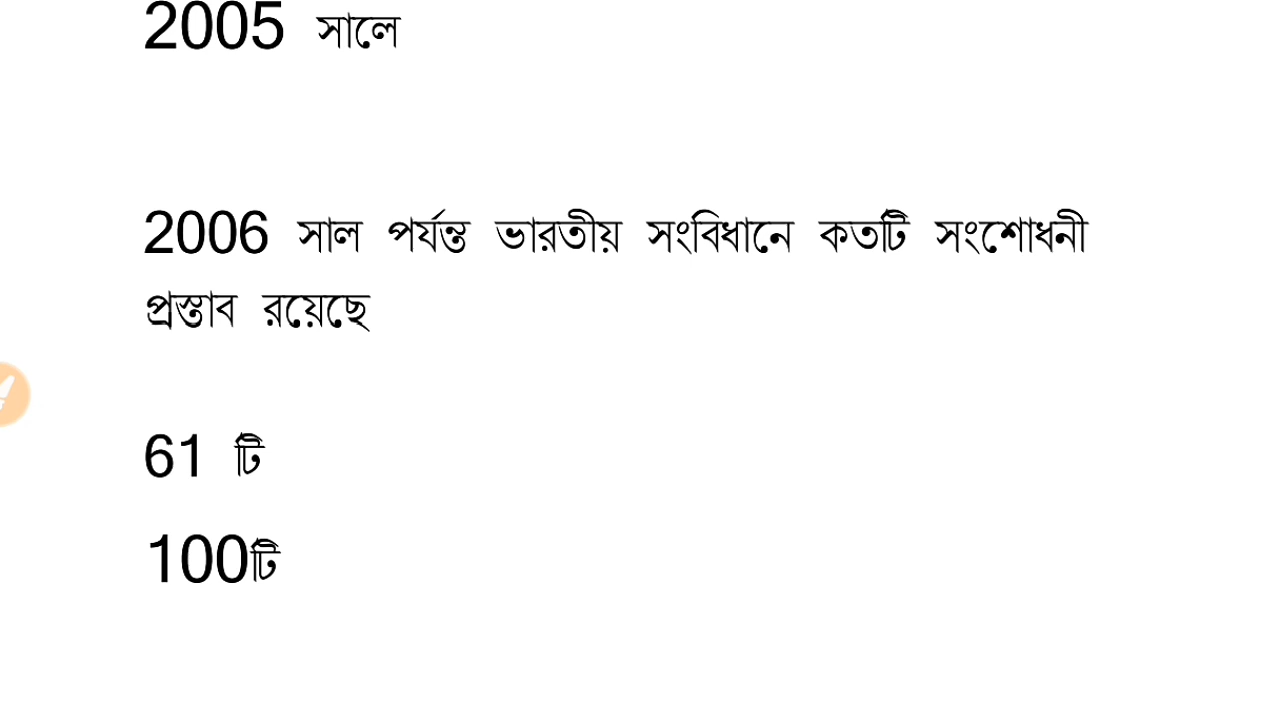 2005 সালে
2006 সাল পর্যন্ত ভারতীয় সংবিধানে কতটি সংশোধনী
প্রস্তাব রয়েছে
61 টি
100টি